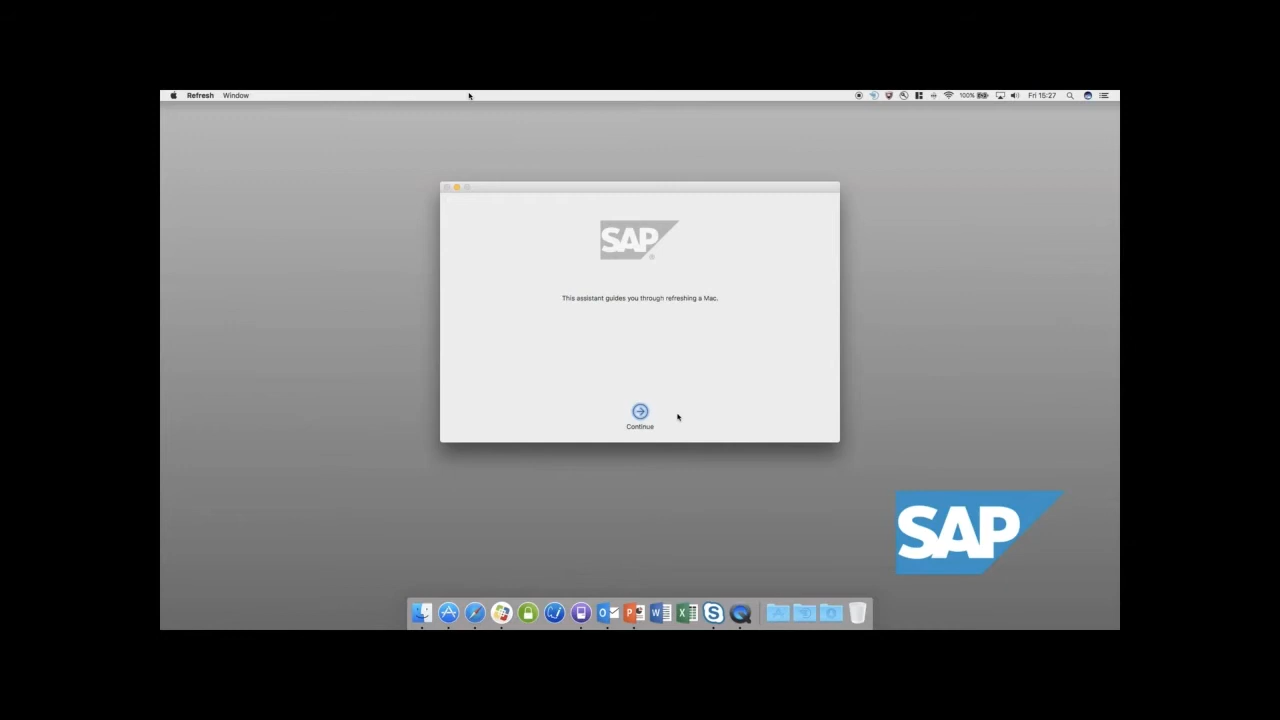 Refresh Window
100%
Fri 15:27
SAP
This assistant guides you through refreshing a Mac.
Continue
SAP
O P W X S